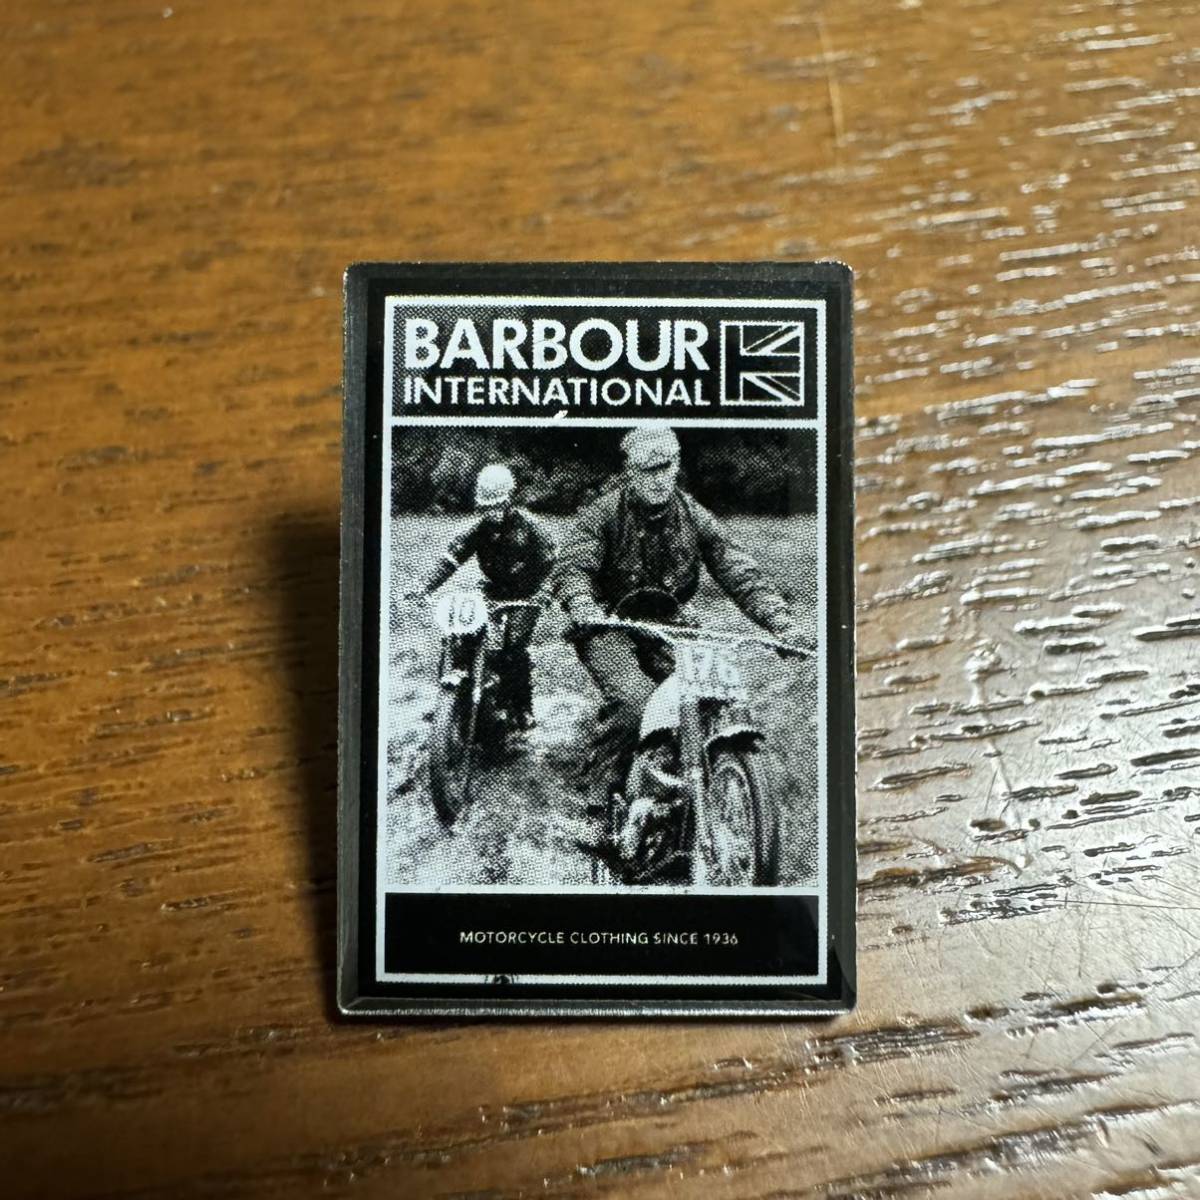 BARBOUR
INTERNATIONAL
10
176
MOTORCYCLE CLOTHING SINCE 1936